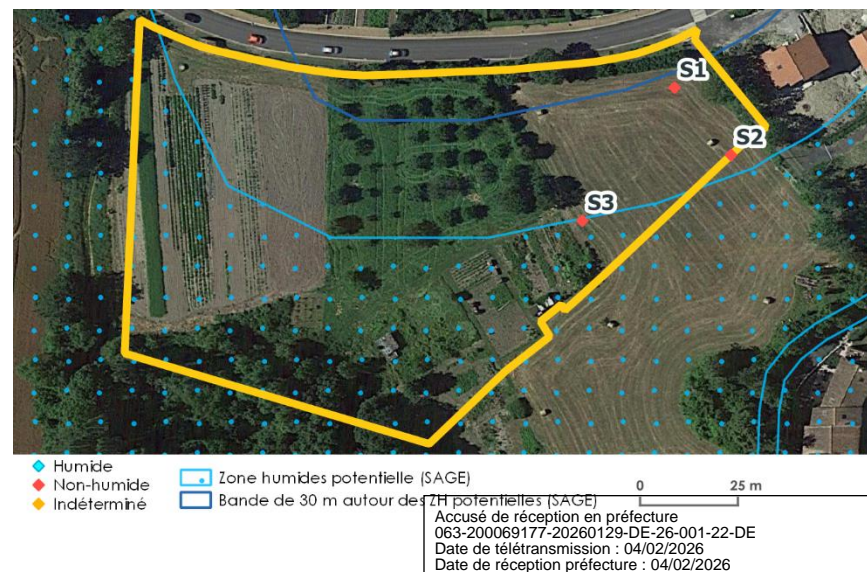 S1
S2
S3
Humide
Non-humide
Indéterminé
Zone humides potentielle (SAGE)
Bande de 30 m autour des ZH potentielles (SAGE)
0 25 m
Accusé de réception en préfecture
063-200069177-20260129-DE-26-001-22-DE
Date de télétransmission : 04/02/2026
Date de réception préfecture : 04/02/2026